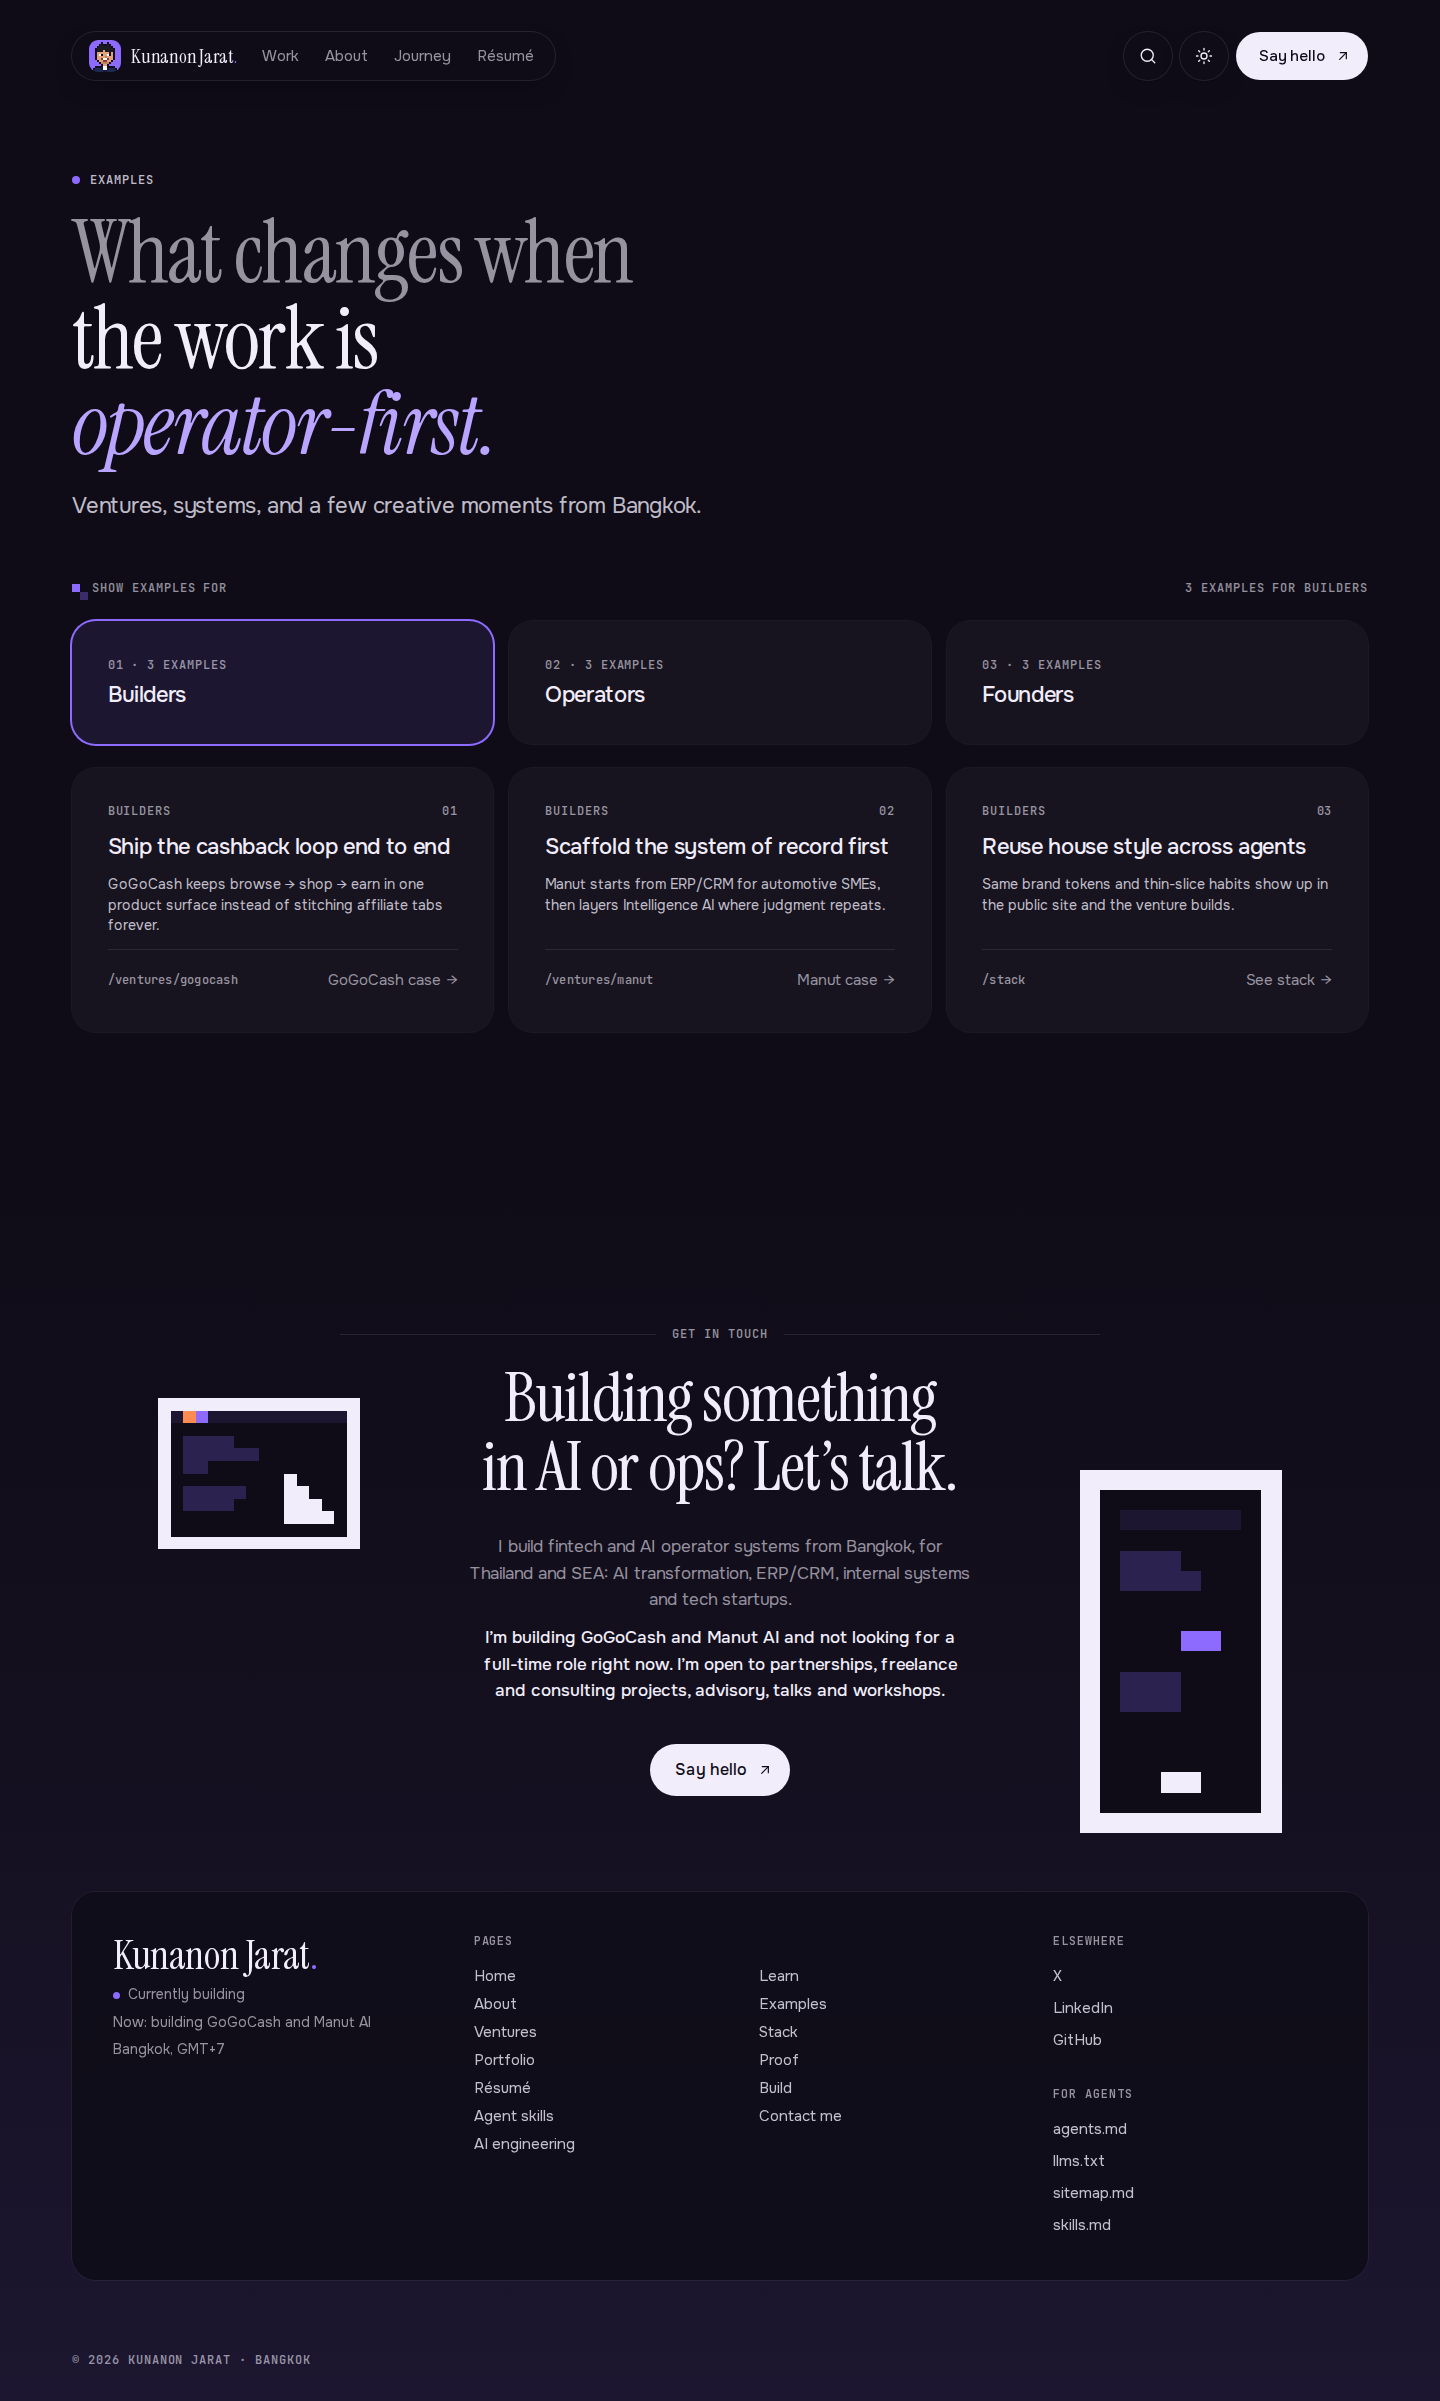 Kunanon Jarat. Work About Journey Résumé Say hello
EXAMPLES
What changes when
the work is
operator-first.
Ventures, systems, and a few creative moments from Bangkok.
SHOW EXAMPLES FOR 3 EXAMPLES FOR BUILDERS
01 · 3 EXAMPLES
Builders
02 · 3 EXAMPLES
Operators
03 · 3 EXAMPLES
Founders
BUILDERS 01
Ship the cashback loop end to end
GoGoCash keeps browse → shop → earn in one
product surface instead of stitching affiliate tabs
forever.
/ventures/gogocash GoGoCash case →
BUILDERS 02
Scaffold the system of record first
Manut starts from ERP/CRM for automotive SMEs,
then layers Intelligence AI where judgment repeats.
/ventures/manut Manut case →
BUILDERS 03
Reuse house style across agents
Same brand tokens and thin-slice habits show up in
the public site and the venture builds.
/stack See stack →
GET IN TOUCH
Building something
in AI or ops? Let’s talk.
I build fintech and AI operator systems from Bangkok, for
Thailand and SEA: AI transformation, ERP/CRM, internal systems
and tech startups.
I’m building GoGoCash and Manut AI and not looking for a
full-time role right now. I’m open to partnerships, freelance
and consulting projects, advisory, talks and workshops.
Say hello
Kunanon Jarat.
Currently building
Now: building GoGoCash and Manut AI
Bangkok, GMT+7
PAGES
Home
About
Ventures
Portfolio
Résumé
Agent skills
AI engineering
Learn
Examples
Stack
Proof
Build
Contact me
ELSEWHERE
X
LinkedIn
GitHub
FOR AGENTS
agents.md
llms.txt
sitemap.md
skills.md
© 2026 KUNANON JARAT · BANGKOK